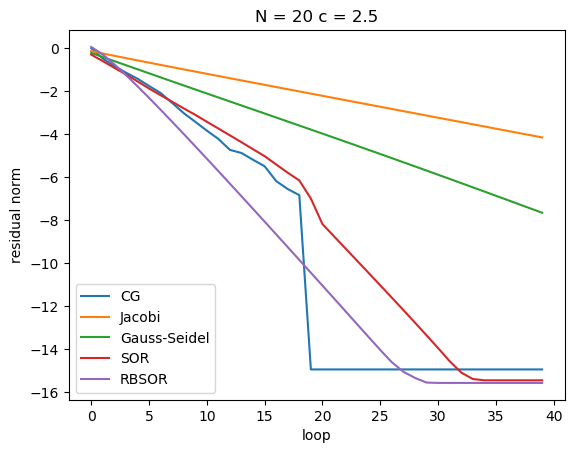 N = 20 c = 2.5
residual norm
0
−2
−4
−6
−8
−10
−12
−14
−16
CG
Jacobi
Gauss-Seidel
SOR
RBSOR
0 5 10 15 20 25 30 35 40
loop